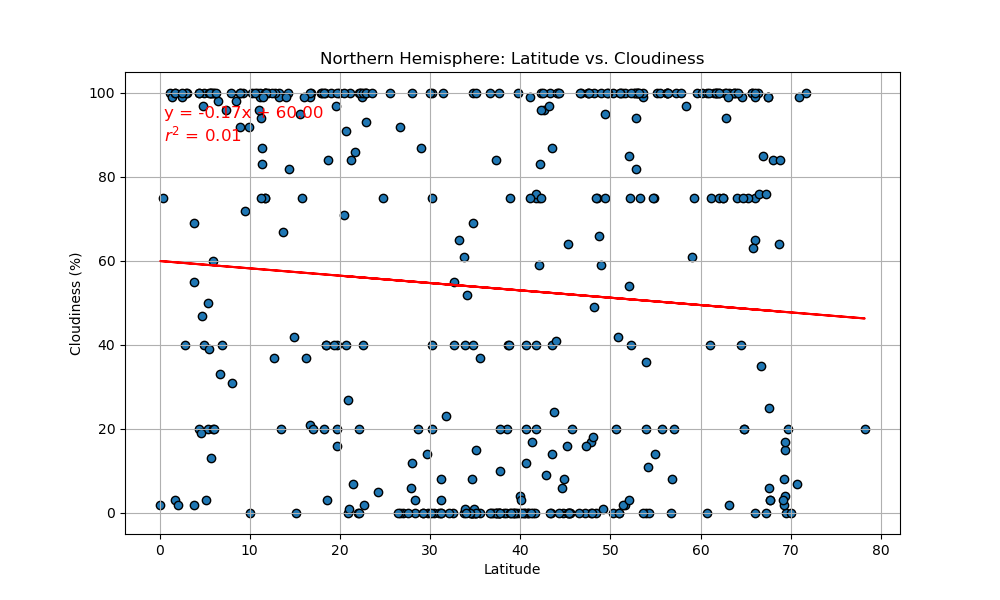 Northern Hemisphere: Latitude vs. Cloudiness
y = -0.17x + 60.00
r² = 0.01
100
80
60
40
20
0
Cloudiness (%)
0 10 20 30 40 50 60 70 80
Latitude